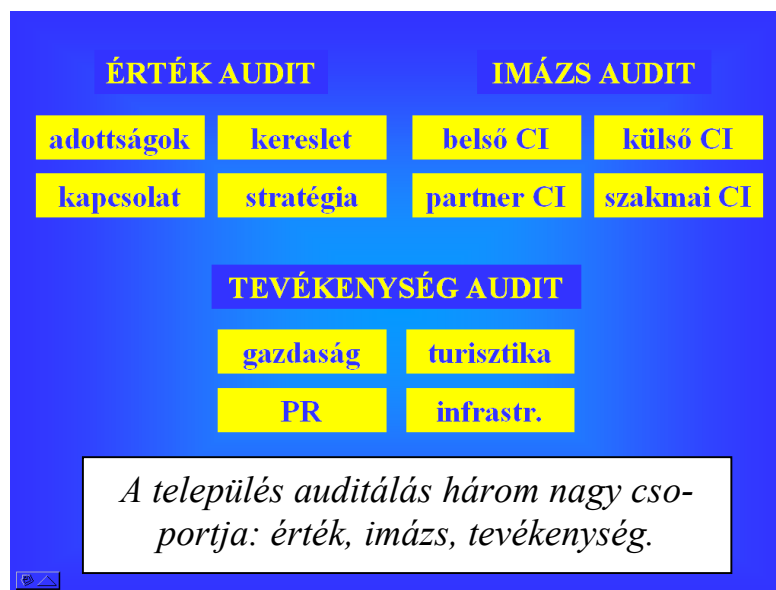 ÉRTÉK AUDIT
IMÁZS AUDIT
adottságok
kereslet
belső CI
külső CI
kapcsolat
stratégia
partner CI
szakmai CI
TEVÉKENYSÉG AUDIT
gazdaság
turisztika
PR
infrastr.
A település auditálás három nagy cso-
portja: érték, imázs, tevékenység.